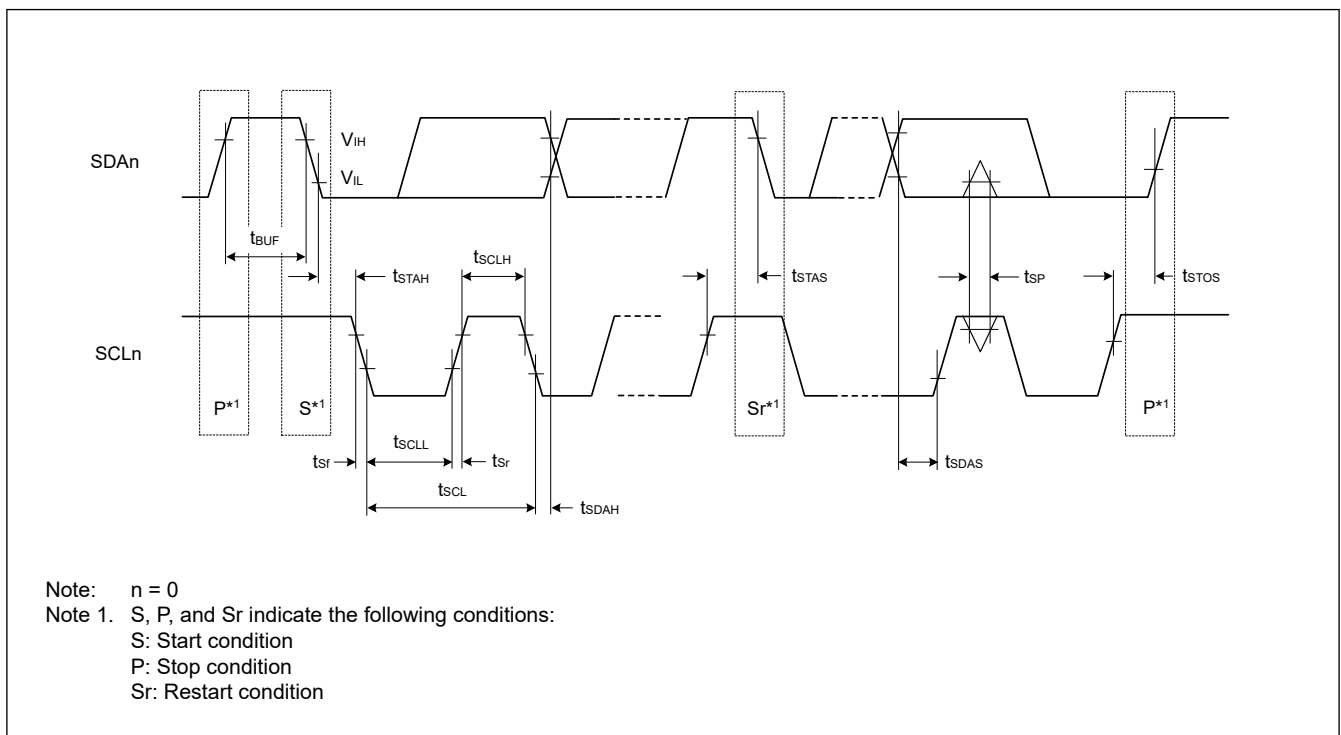 SDAn
VIH
VIL
tBUF
tSTAH
tSCLH
tSTAS
tSP
tSTOS
SCLn
P*1
S*1
Sr*1
P*1
tSf
tSCLL
tSr
tSDAS
tSCL
tSDAH
Note: n = 0
Note 1. S, P, and Sr indicate the following conditions:
S: Start condition
P: Stop condition
Sr: Restart condition